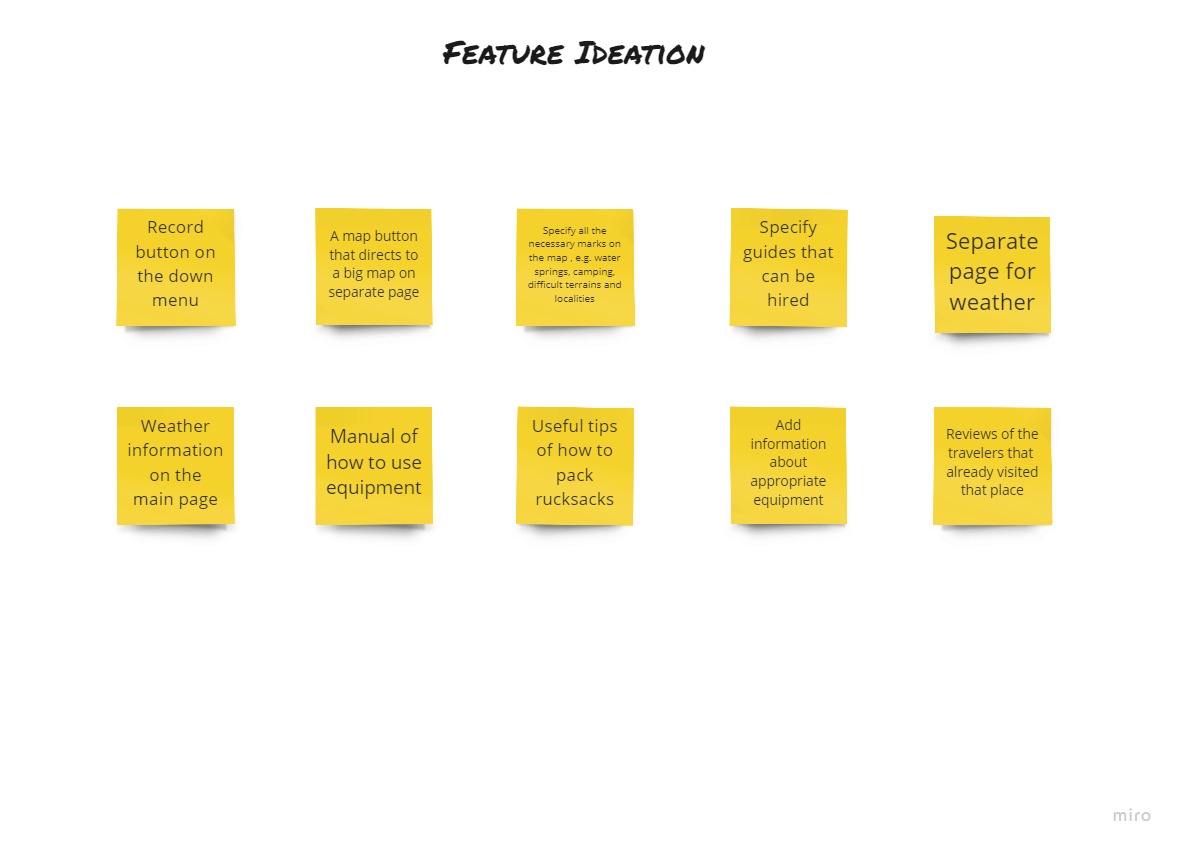 Feature Ideation
Record
button on
the down
menu
A map button
that directs to
a big map on
separate page
Specify all the
necessary marks on
the map , e.g. water
springs, camping,
difficult terrains and
localities
Specify
guides that
can be
hired
Separate
page for
weather
Weather
information
on the
main page
Manual of
how to use
equipment
Useful tips
of how to
pack
rucksacks
Add
information
about
appropriate
equipment
Reviews of the
travelers that
already visited
that place
miro